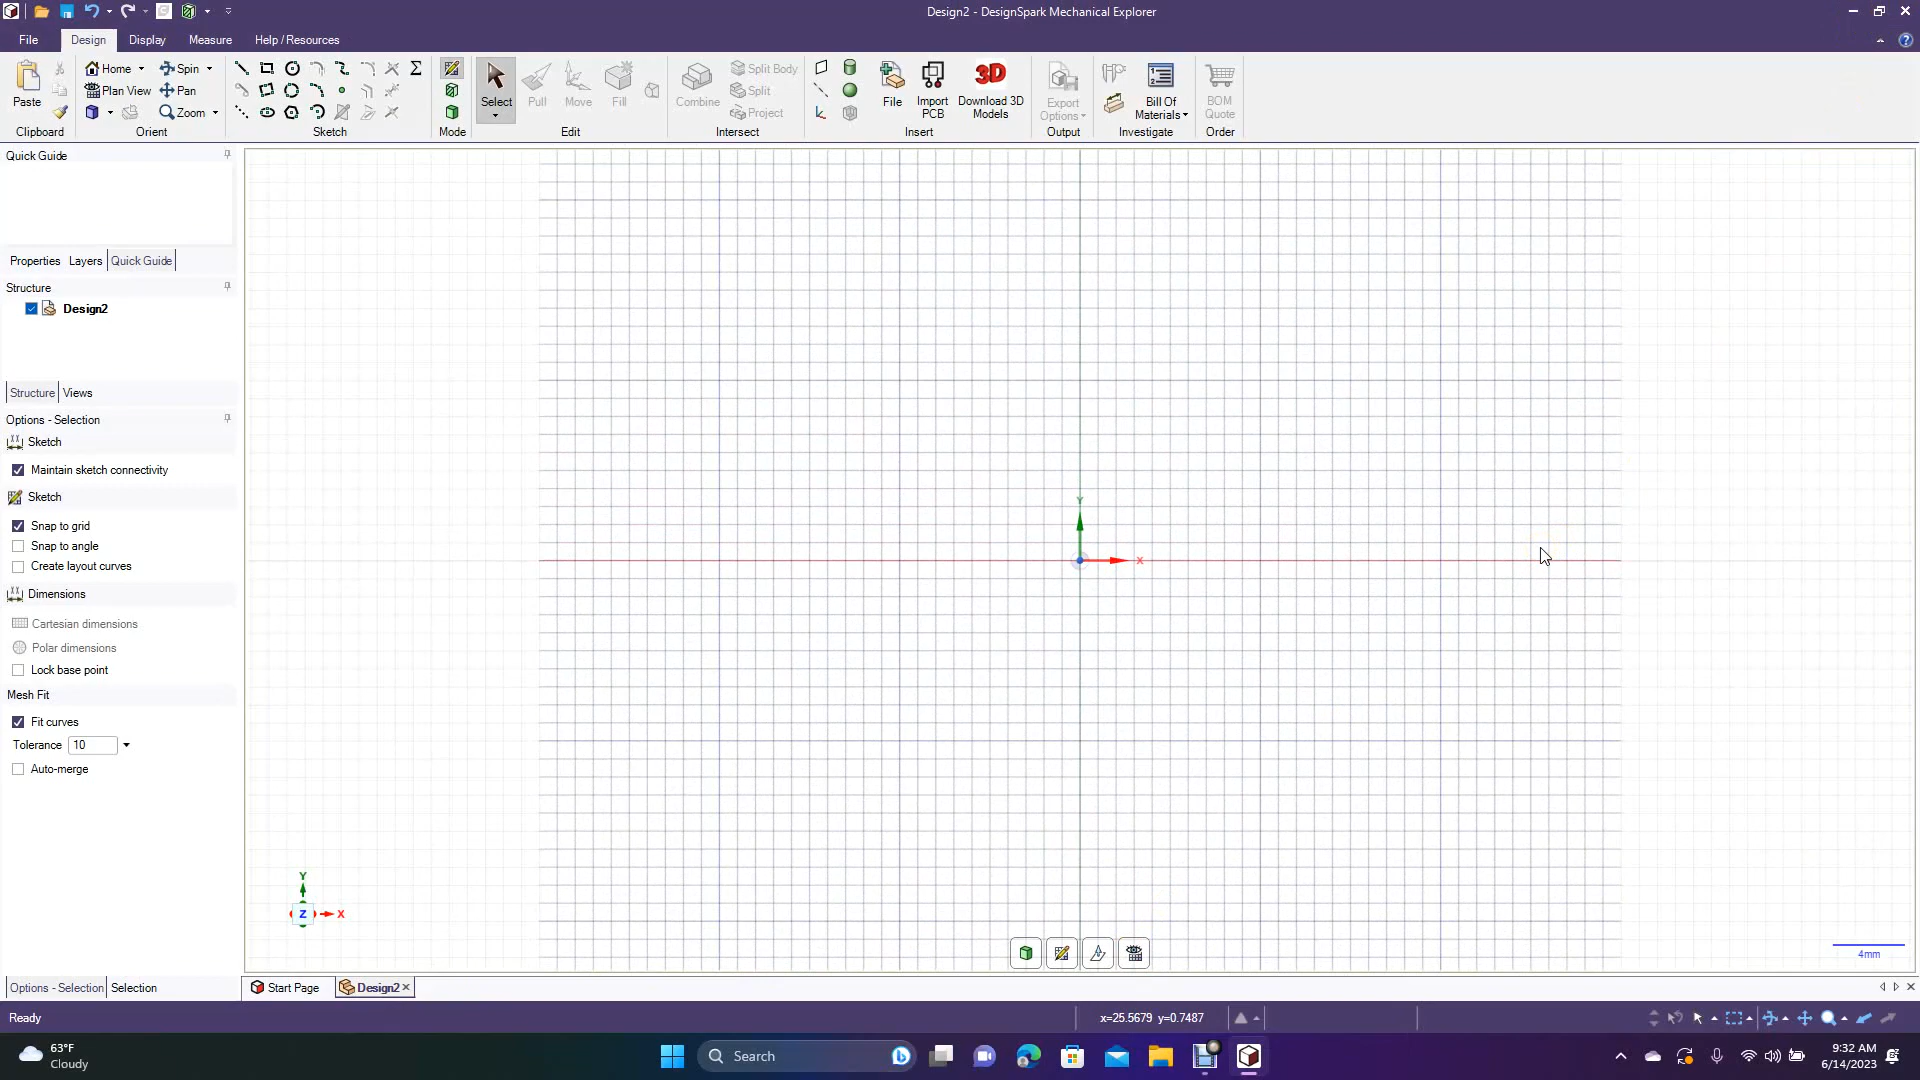 Design2 - DesignSpark Mechanical Explorer
File Design Display Measure Help / Resources
Paste
Home
Plan View
Spin
Pan
Zoom
Select
Pull
Move
Fill
Combine
Split Body
Split
Project
File
Import PCB
Download 3D Models
3D
Export Options
Bill Of Materials
BOM Quote
Clipboard Orient Sketch Mode Edit Intersect Insert Output Investigate Order
Quick Guide
Properties Layers Quick Guide
Structure
Design2
Structure Views
Options - Selection
Sketch
Maintain sketch connectivity
Sketch
Snap to grid
Snap to angle
Create layout curves
Dimensions
Cartesian dimensions
Polar dimensions
Lock base point
Mesh Fit
Fit curves
Tolerance 10
Auto-merge
Y
X
Y
Z X
4mm
Options - Selection Selection
Start Page Design2
Ready
x=25.5679 y=0.7487
63°F
Cloudy
Search
9:32 AM
6/14/2023